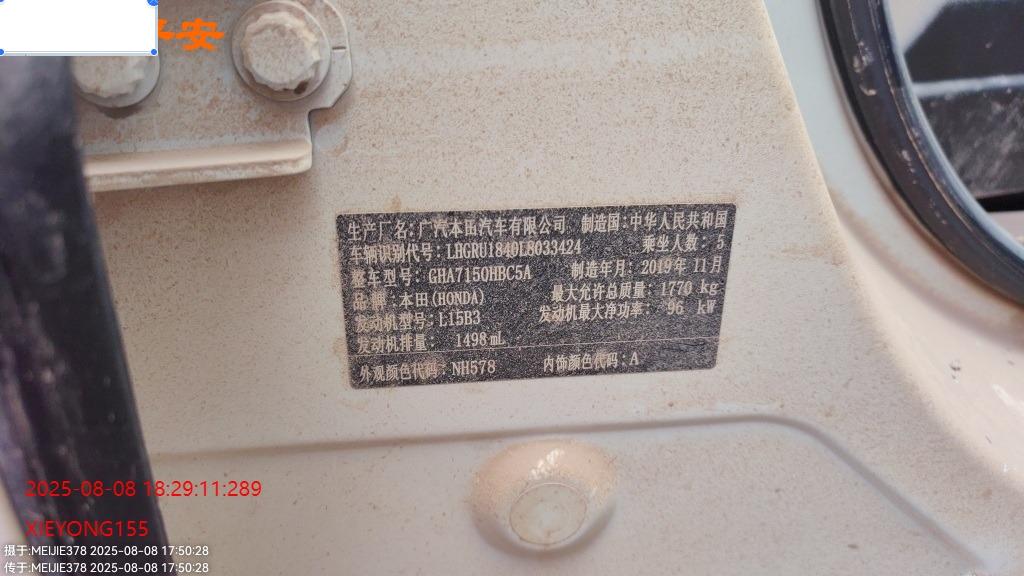 平安
生产厂名:广汽本田汽车有限公司 制造国:中华人民共和国
车辆识别代号:LHGRU1840L8033424 乘坐人数: 5
整车型号: GHA7150HBC5A 制造年月: 2019年 11月
品牌:本田(HONDA) 最大允许总质量: 1770 kg
发动机型号:L15B3 发动机最大净功率: 96 kW
发动机排量: 1498mL
外观颜色代码:NH578 内饰颜色代码:A
2025-08-08 18:29:11:289
XIEYONG155
摄于:MEIJIE378 2025-08-08 17:50:28
传于:MEIJIE378 2025-08-08 17:50:28